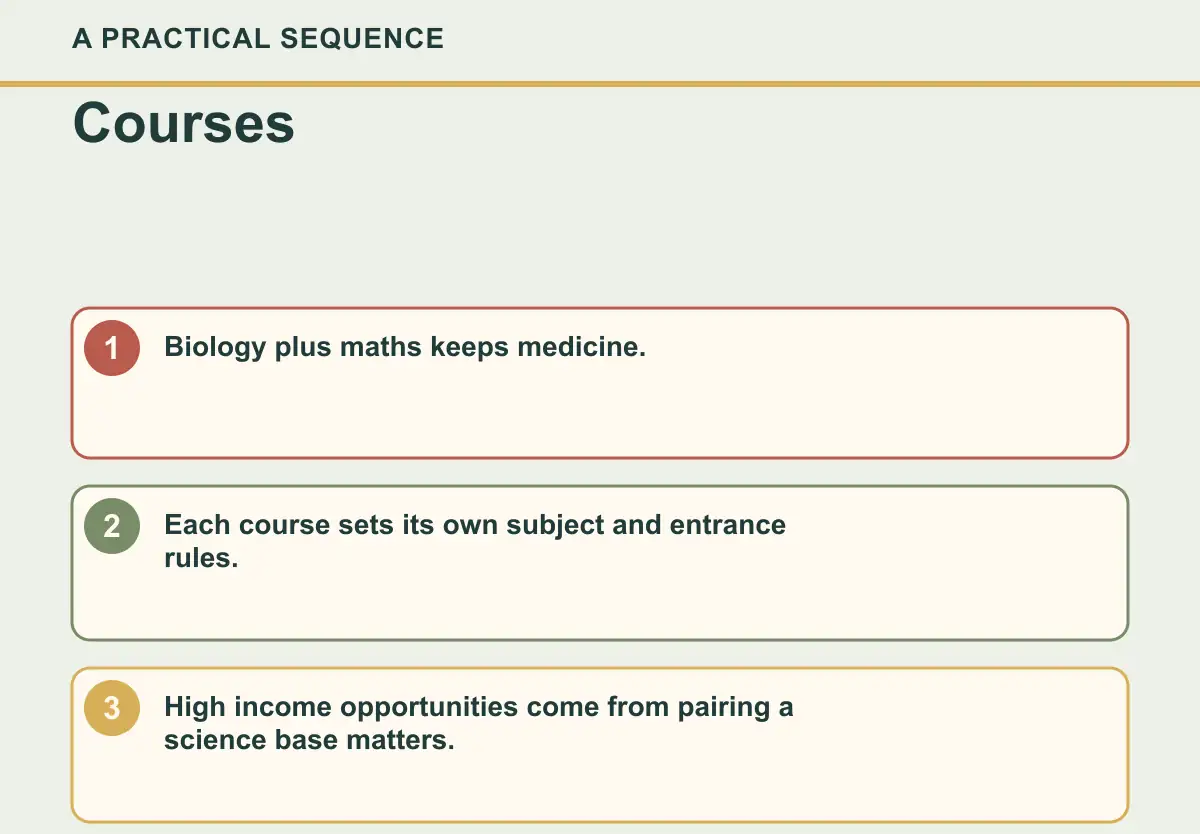 A PRACTICAL SEQUENCE
Courses
1
Biology plus maths keeps medicine.
2
Each course sets its own subject and entrance
rules.
3
High income opportunities come from pairing a
science base matters.